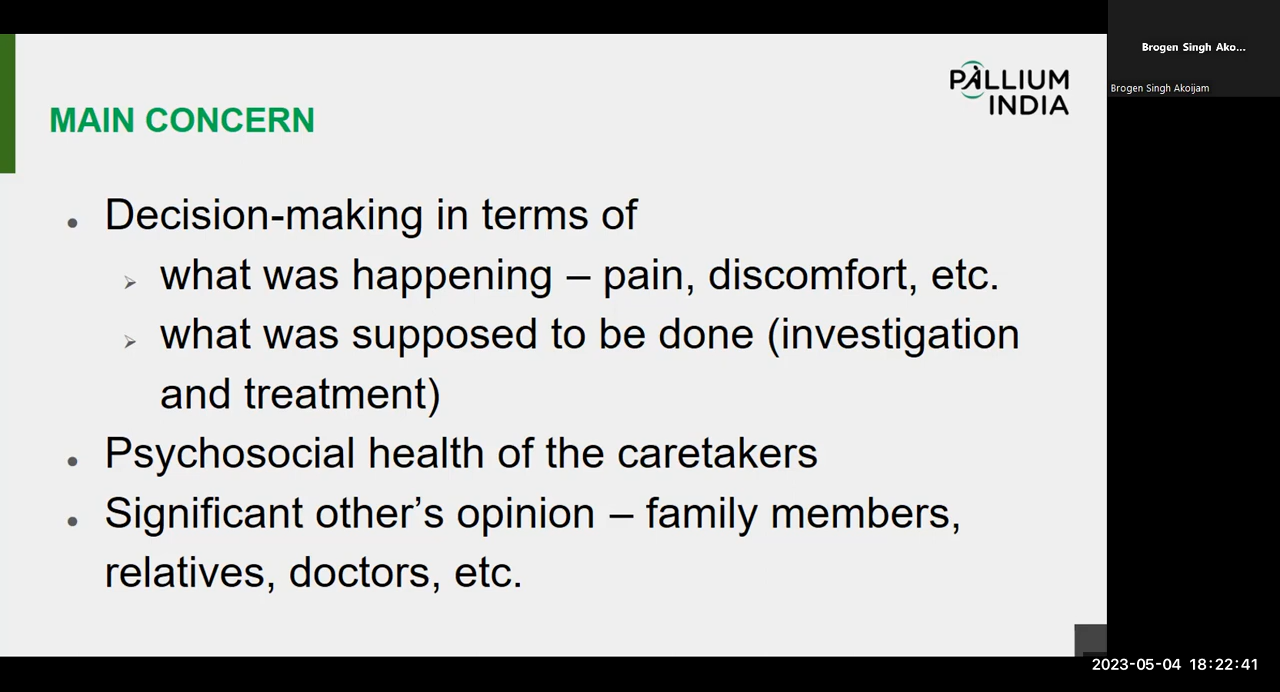 PALLIUM
INDIA
MAIN CONCERN
• Decision-making in terms of
➢ what was happening – pain, discomfort, etc.
➢ what was supposed to be done (investigation
and treatment)
• Psychosocial health of the caretakers
• Significant other’s opinion – family members,
relatives, doctors, etc.
Brogen Singh Ako...
Brogen Singh Akoijam
2023-05-04 18:22:41